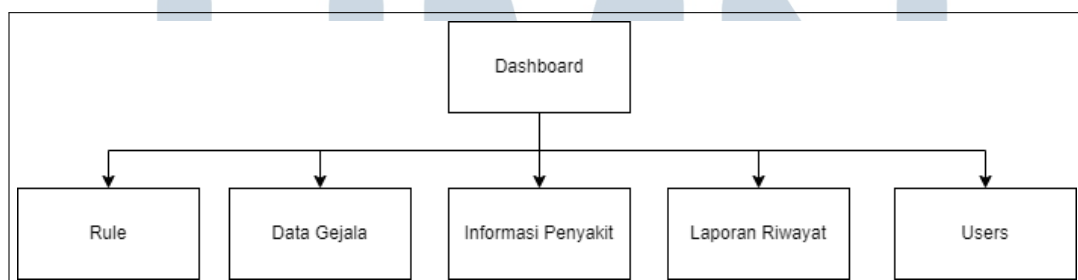 Dashboard
Rule
Data Gejala
Informasi Penyakit
Laporan Riwayat
Users